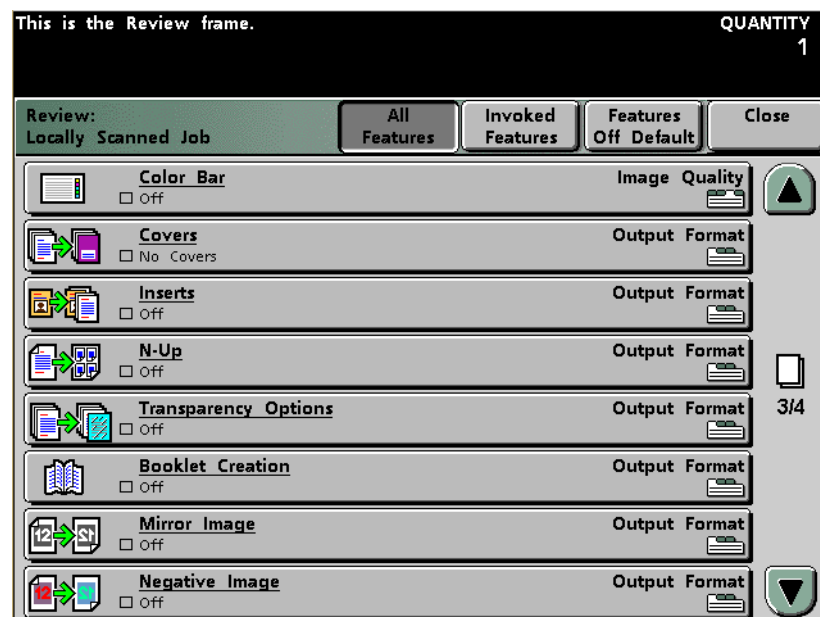 This is the Review frame.
QUANTITY
1
Review:
Locally Scanned Job
All
Features
Invoked
Features
Features
Off Default
Close
Color Bar
Off
Image Quality
Covers
No Covers
Output Format
Inserts
Off
Output Format
N-Up
Off
Output Format
Transparency Options
Off
Output Format
Booklet Creation
Off
Output Format
Mirror Image
Off
Output Format
Negative Image
Off
Output Format
3/4